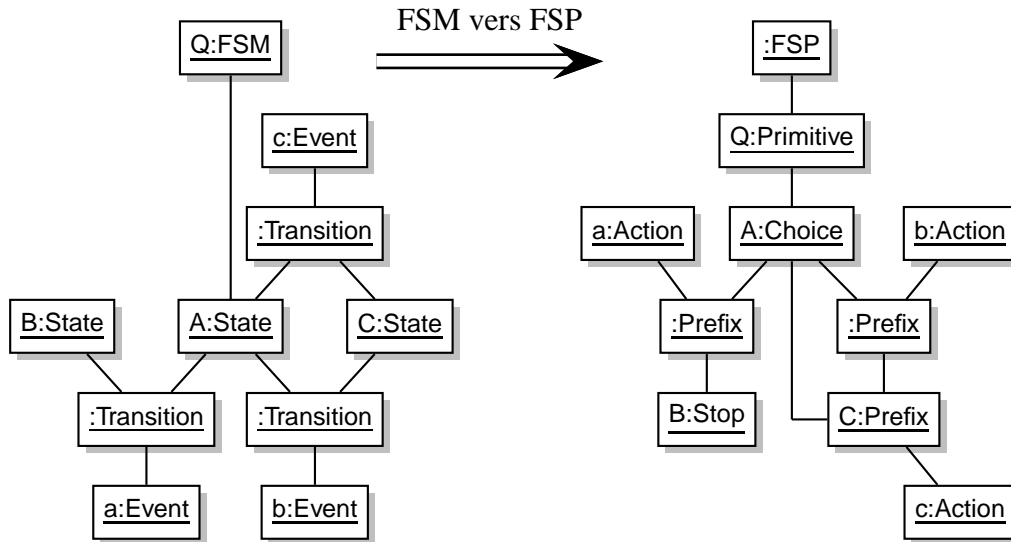 FSM vers FSP
Q:FSM
c:Event
:Transition
B:State
A:State
C:State
:Transition
:Transition
a:Event
b:Event
:FSP
Q:Primitive
a:Action
A:Choice
b:Action
:Prefix
:Prefix
B:Stop
C:Prefix
c:Action